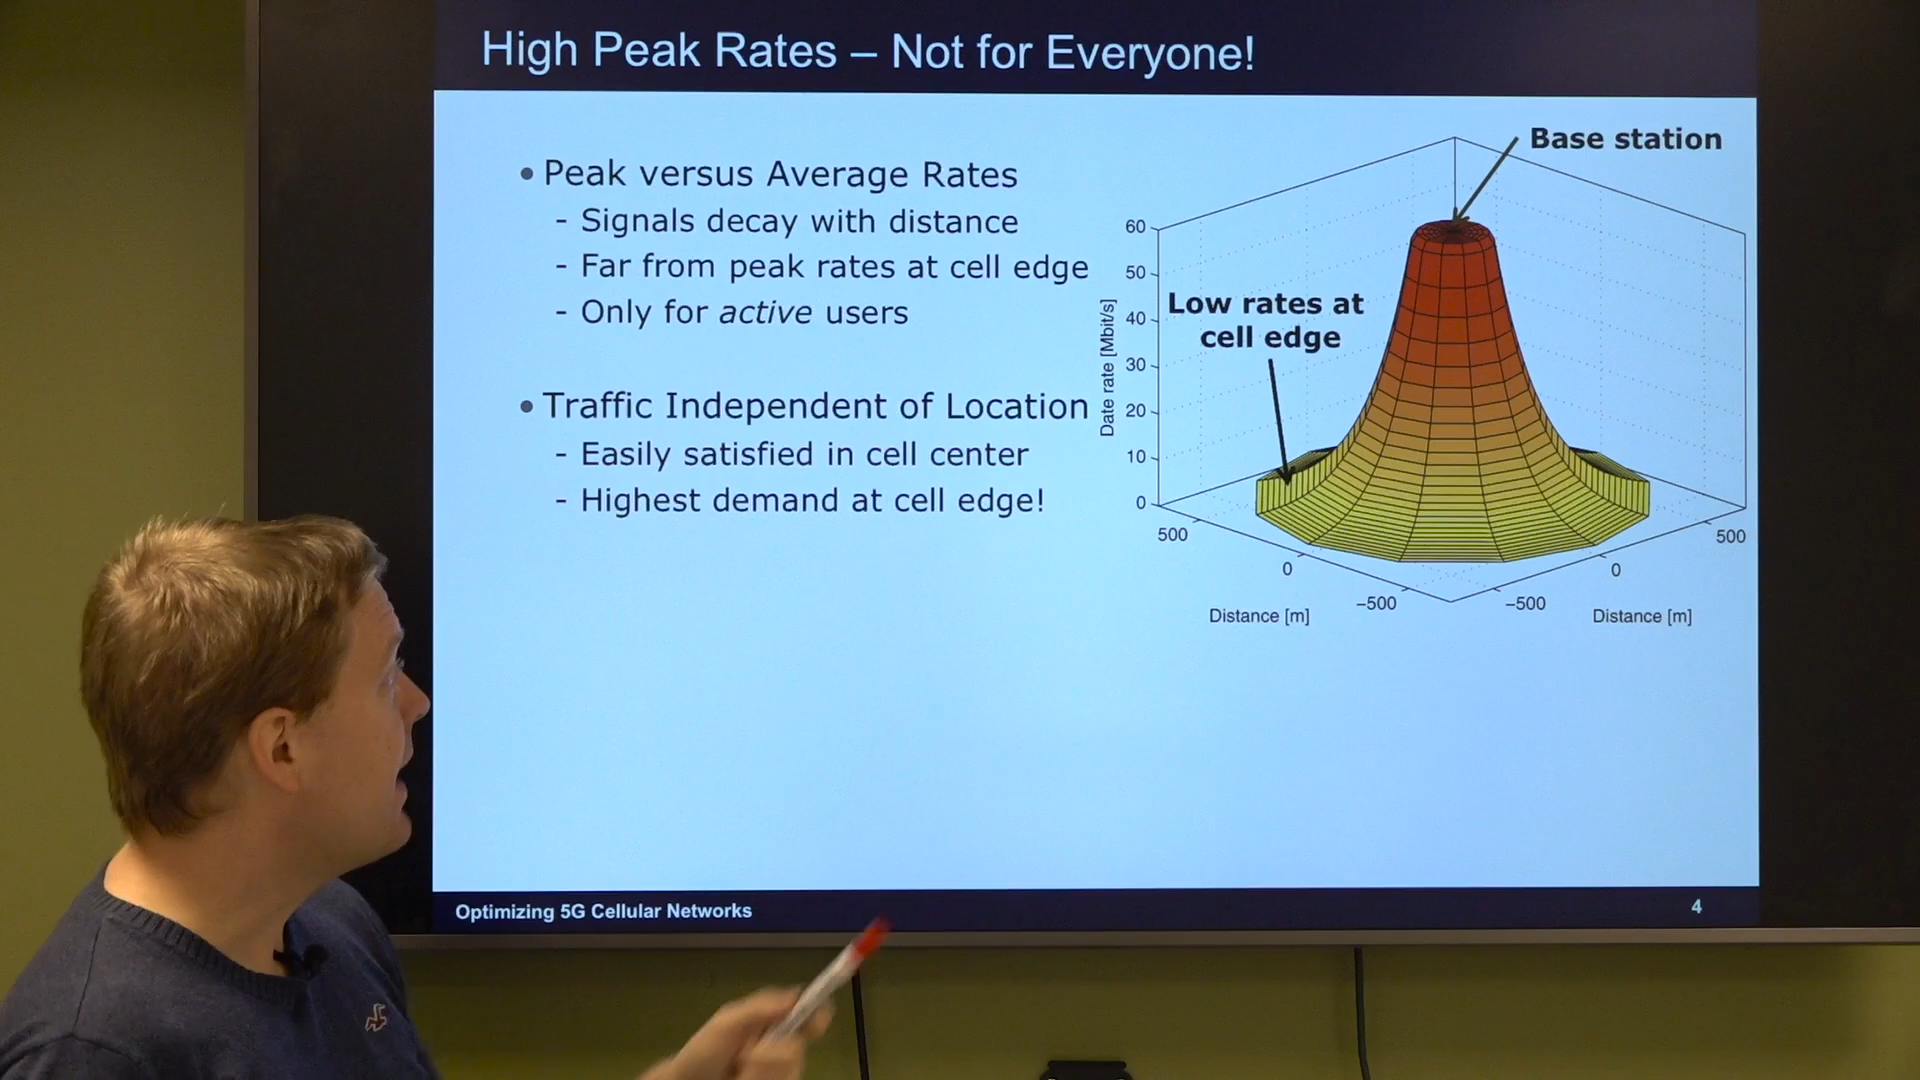 High Peak Rates – Not for Everyone!
• Peak versus Average Rates
- Signals decay with distance
- Far from peak rates at cell edge
- Only for active users
• Traffic Independent of Location
- Easily satisfied in cell center
- Highest demand at cell edge!
Base station
Low rates at
cell edge
Date rate [Mbit/s]
60
50
40
30
20
10
0
500
0
−500
Distance [m]
−500
0
500
Distance [m]
Optimizing 5G Cellular Networks
4